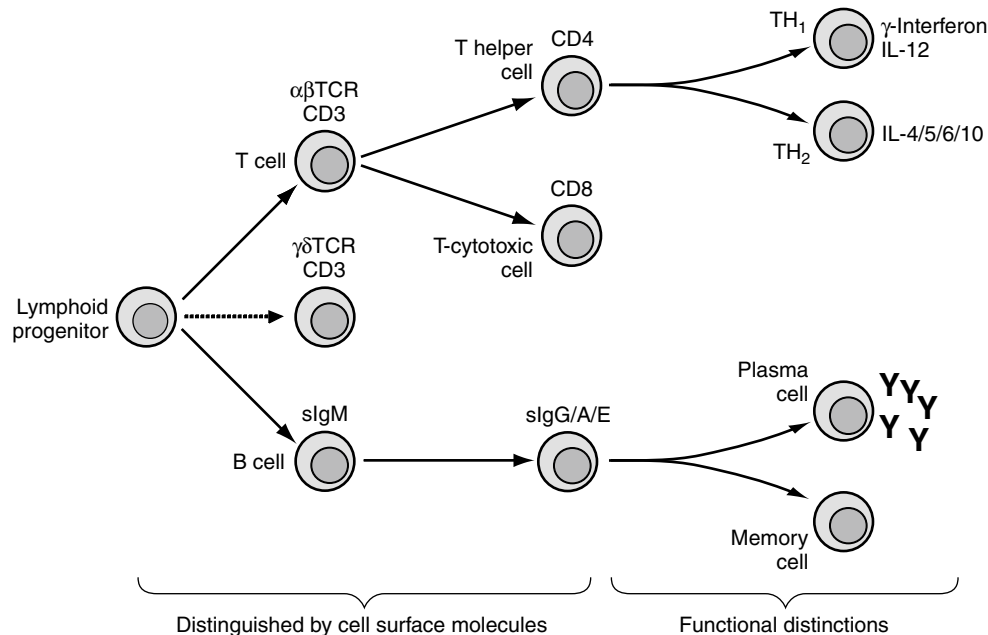 TH1
γ-Interferon
IL-12
CD4
T helper
cell
αβTCR
CD3
T cell
TH2
IL-4/5/6/10
CD8
T-cytotoxic
cell
γδTCR
CD3
Lymphoid
progenitor
sIgM
B cell
sIgG/A/E
Plasma
cell
Y Y Y
Y Y
Memory
cell
Distinguished by cell surface molecules
Functional distinctions